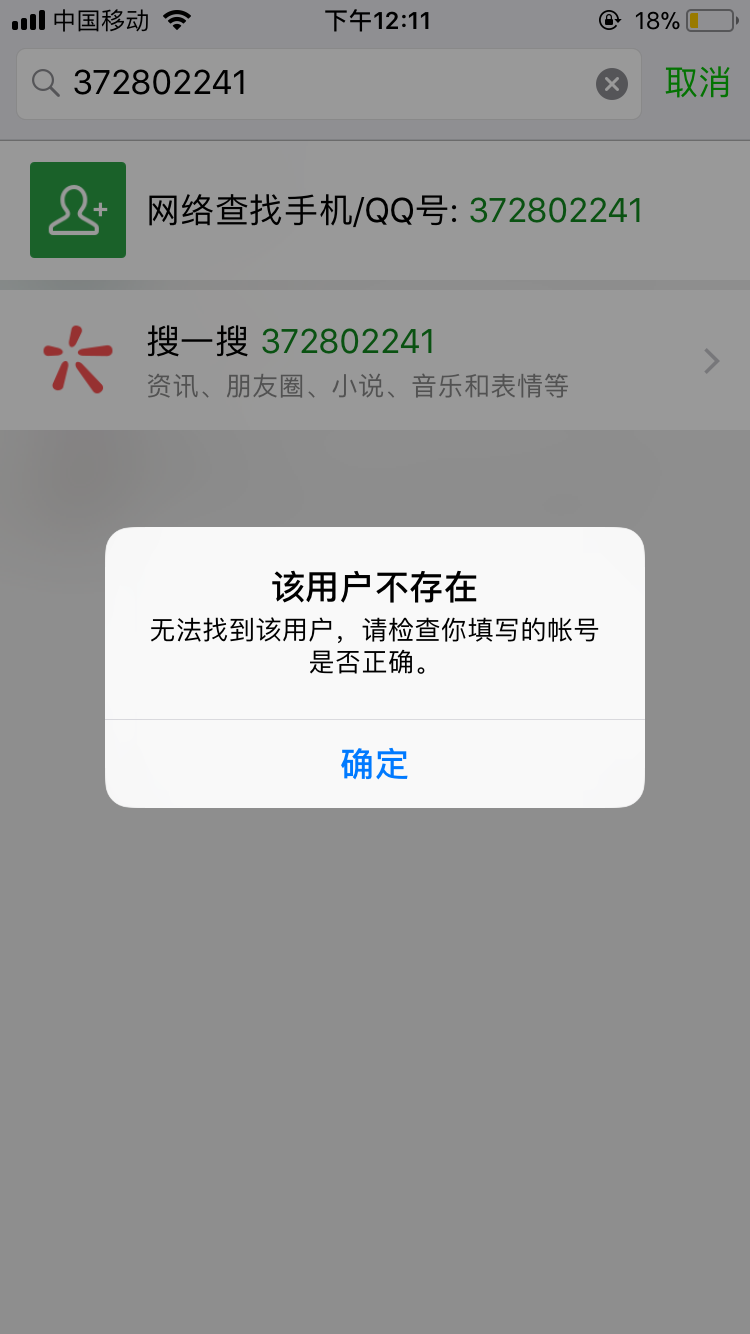 中国移动 下午12:11 18%
372802241 取消
网络查找手机/QQ号: 372802241
搜一搜 372802241
资讯、朋友圈、小说、音乐和表情等
该用户不存在
无法找到该用户，请检查你填写的帐号
是否正确。
确定